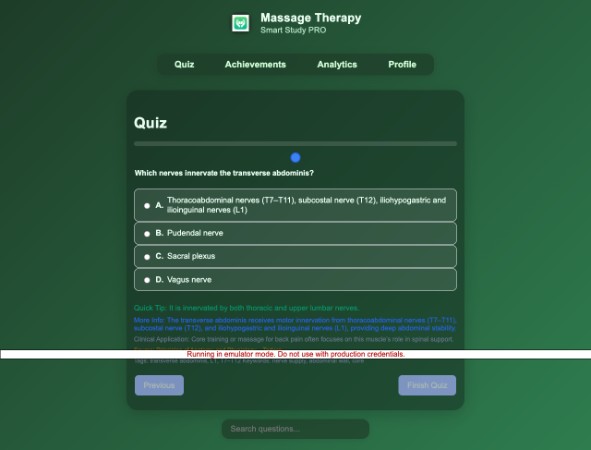 Massage Therapy
Smart Study PRO
Quiz Achievements Analytics Profile
Quiz
Which nerves innervate the transverse abdominis?
A. Thoracoabdominal nerves (T7–T11), subcostal nerve (T12), iliohypogastric and
ilioinguinal nerves (L1)
B. Pudendal nerve
C. Sacral plexus
D. Vagus nerve
Quick Tip: It is innervated by both thoracic and upper lumbar nerves.
More Info: The transverse abdominis receives motor innervation from thoracoabdominal nerves (T7–T11),
subcostal nerve (T12), and iliohypogastric and ilioinguinal nerves (L1), providing deep abdominal stability.
Clinical Application: Core training or massage for back pain often focuses on this muscle's role in spinal support.
Running in emulator mode. Do not use with production credentials.
Previous Finish Quiz
Search questions...